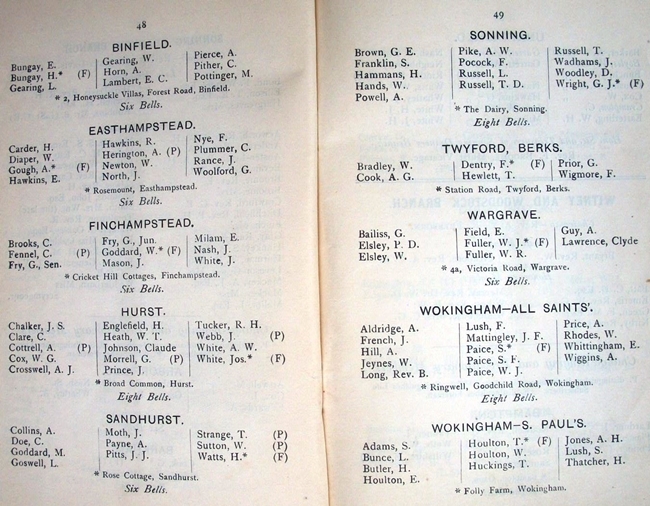 48
BINFIELD.
Bungay, E. Gearing, W. Pierce, A.
Bungay, H.* (F) Horn, A. Pither, C.
Gearing, L. Lambert, E. C. Pottinger, M.
* 2, Honeysuckle Villas, Forest Road, Binfield.
Six Bells.
EASTHAMPSTEAD.
Carder, H. Hawkins, R. Nye, F.
Diaper, W. Herington, A. (P) Plummer, C.
Gough, A.* (F) Newton, W. Rance, J.
Hawkins, E. North, J. Woolford, G.
* Rosemount, Easthampstead.
Six Bells.
FINCHAMPSTEAD.
Brooks, C. Fry, G., Jun. Milam, E.
Fennel, C. (P) Goddard, W.* (F) Nash, J.
Fry, G., Sen. Mason, J. White, J.
* Cricket Hill Cottages, Finchampstead.
Six Bells.
HURST.
Chalker, J. S. Englefield, H. Tucker, R. H.
Clare, C. Heath, W. T. Webb, J. (P)
Cottrell, A. (P) Johnson, Claude White, A. W.
Cox, W. G. Morrell, G. (P) White, Jos.* (F)
Crosswell, A. J. Prince, J.
* Broad Common, Hurst.
Eight Bells.
SANDHURST.
Collins, A. Moth, J. Strange, T. (P)
Doe, C. Payne, A. Sutton, W. (P)
Goddard, M. Pitts, J. J. Watts, H.* (F)
Goswell, L.
* Rose Cottage, Sandhurst.
Six Bells.
49
SONNING.
Brown, G. E. Pike, A. W. Russell, T.
Franklin, S. Pocock, F. Wadhams, J.
Hammans, H. Russell, L. Woodley, D.
Hands, W. Russell, T. D. Wright, G. J.* (F)
Powell, A.
* The Dairy, Sonning.
Eight Bells.
TWYFORD, BERKS.
Bradley, W. Dentry, F.* (F) Prior, G.
Cook, A. G. Hewlett, T. Wigmore, F.
* Station Road, Twyford, Berks.
WARGRAVE.
Bailiss, G. Field, E. Guy, A.
Elsley, P. D. Fuller, W. J.* (F) Lawrence, Clyde
Elsley, W. Fuller, W. R.
* 4a, Victoria Road, Wargrave.
Six Bells.
WOKINGHAM—ALL SAINTS'.
Aldridge, A. Lush, F. Price, A.
French, J. Mattingley, J. F. Rhodes, W.
Hill, A. Paice, S.* (F) Whittingham, E.
Jeynes, W. Paice, S. F. Wiggins, A.
Long, Rev. B. Paice, W. J.
* Ringwell, Goodchild Road, Wokingham.
Eight Bells.
WOKINGHAM—S. PAUL'S.
Adams, S. Houlton, T.* (F) Jones, A. H.
Bunce, L. Houlton, W. Lush, S.
Butler, H. Huckings, T. Thatcher, H.
Houlton, E.
* Folly Farm, Wokingham.